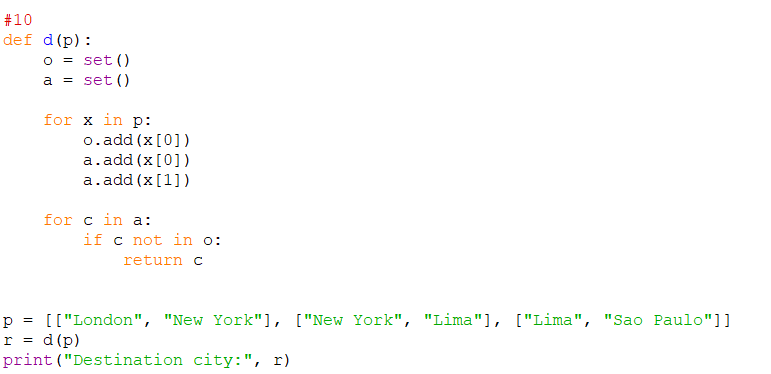 #10
def d(p):
    o = set()
    a = set()

    for x in p:
        o.add(x[0])
        a.add(x[0])
        a.add(x[1])

    for c in a:
        if c not in o:
            return c


p = [["London", "New York"], ["New York", "Lima"], ["Lima", "Sao Paulo"]]
r = d(p)
print("Destination city:", r)